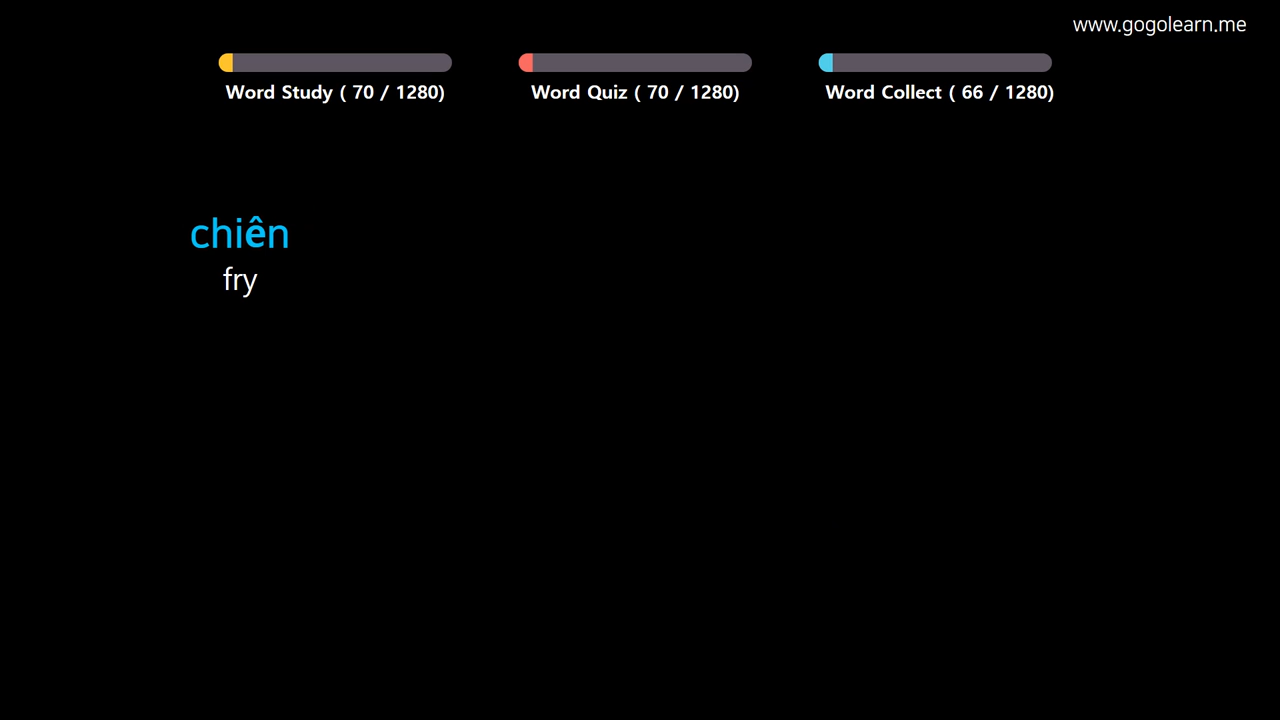 www.gogolearn.me
Word Study ( 70 / 1280)
Word Quiz ( 70 / 1280)
Word Collect ( 66 / 1280)
chiên
fry